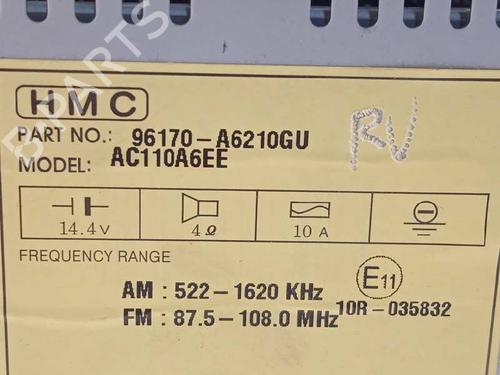 HMC
PART NO.: 96170-A6210GU
MODEL: AC110A6EE
RV
14.4V 4Ω 10 A
FREQUENCY RANGE
AM : 522-1620 KHz
FM : 87.5-108.0 MHz
E11
10R-035832
B-PARTS